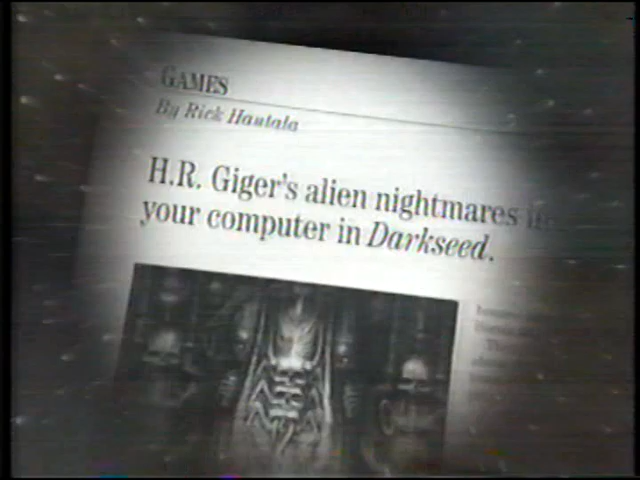 GAMES
By Rick Hautala
H.R. Giger's alien nightmares
your computer in Darkseed.